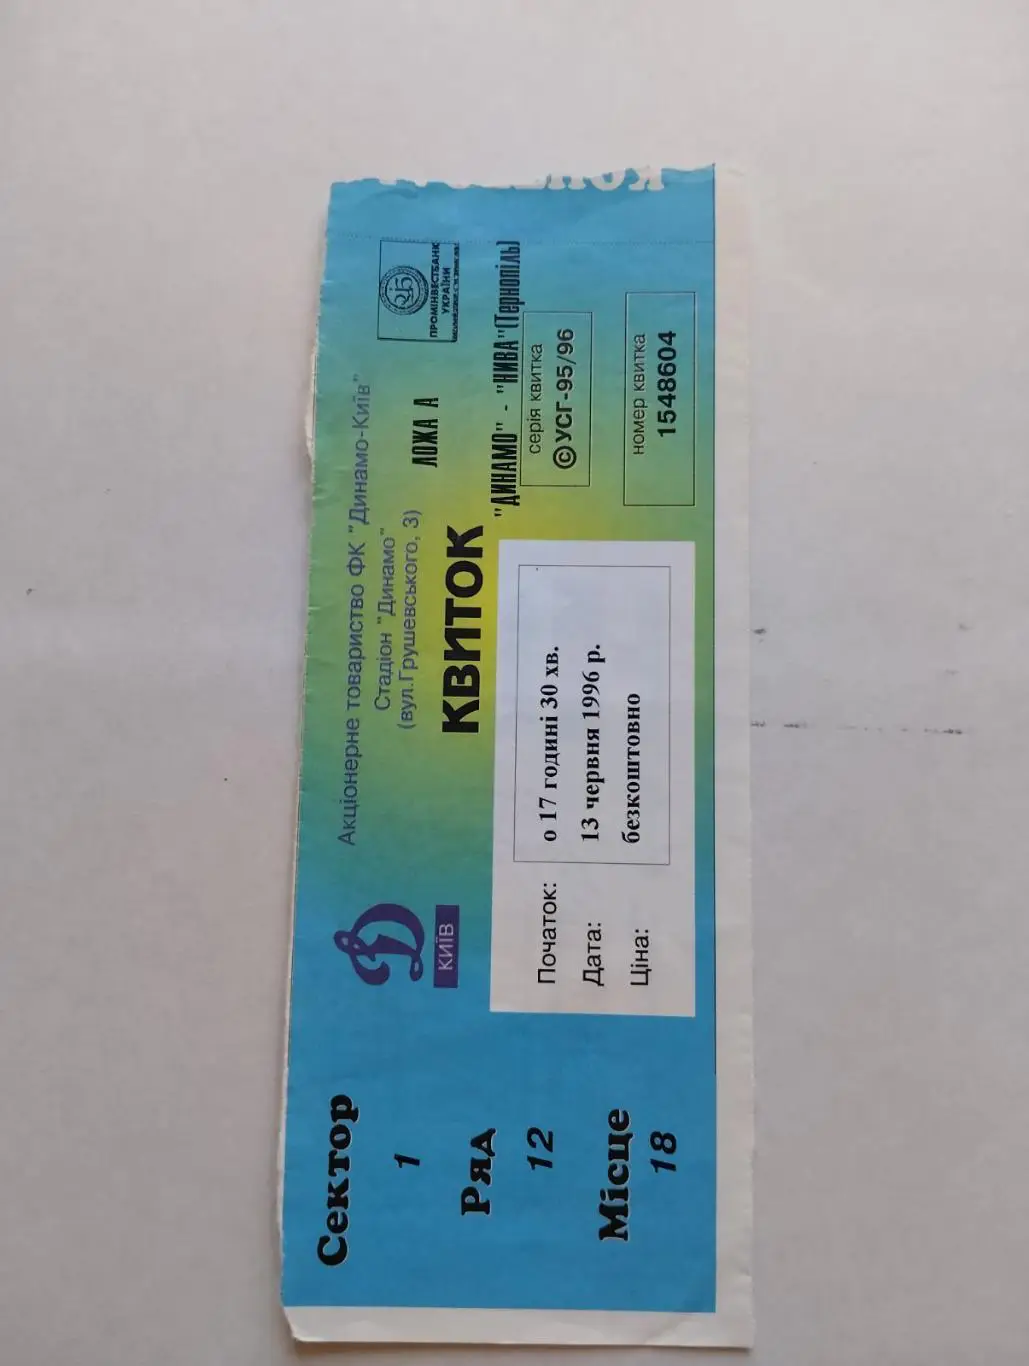 Сектор
1
Ряд
12
Місце
18
Д
КИЇВ
Акціонерне товариство ФК "Динамо-Київ"
Стадіон "Динамо"
(вул.Грушевського, 3)
КВИТОК
ЛОЖА А
ПРОМІНВЕСТБАНК
УКРАЇНИ
"ДИНАМО" - "НИВА"(Тернопіль)
серія квитка
©УСГ-95/96
номер квитка
1548604
Початок: о 17 годині 30 хв.
Дата: 13 червня 1996 р.
Ціна: безкоштовно